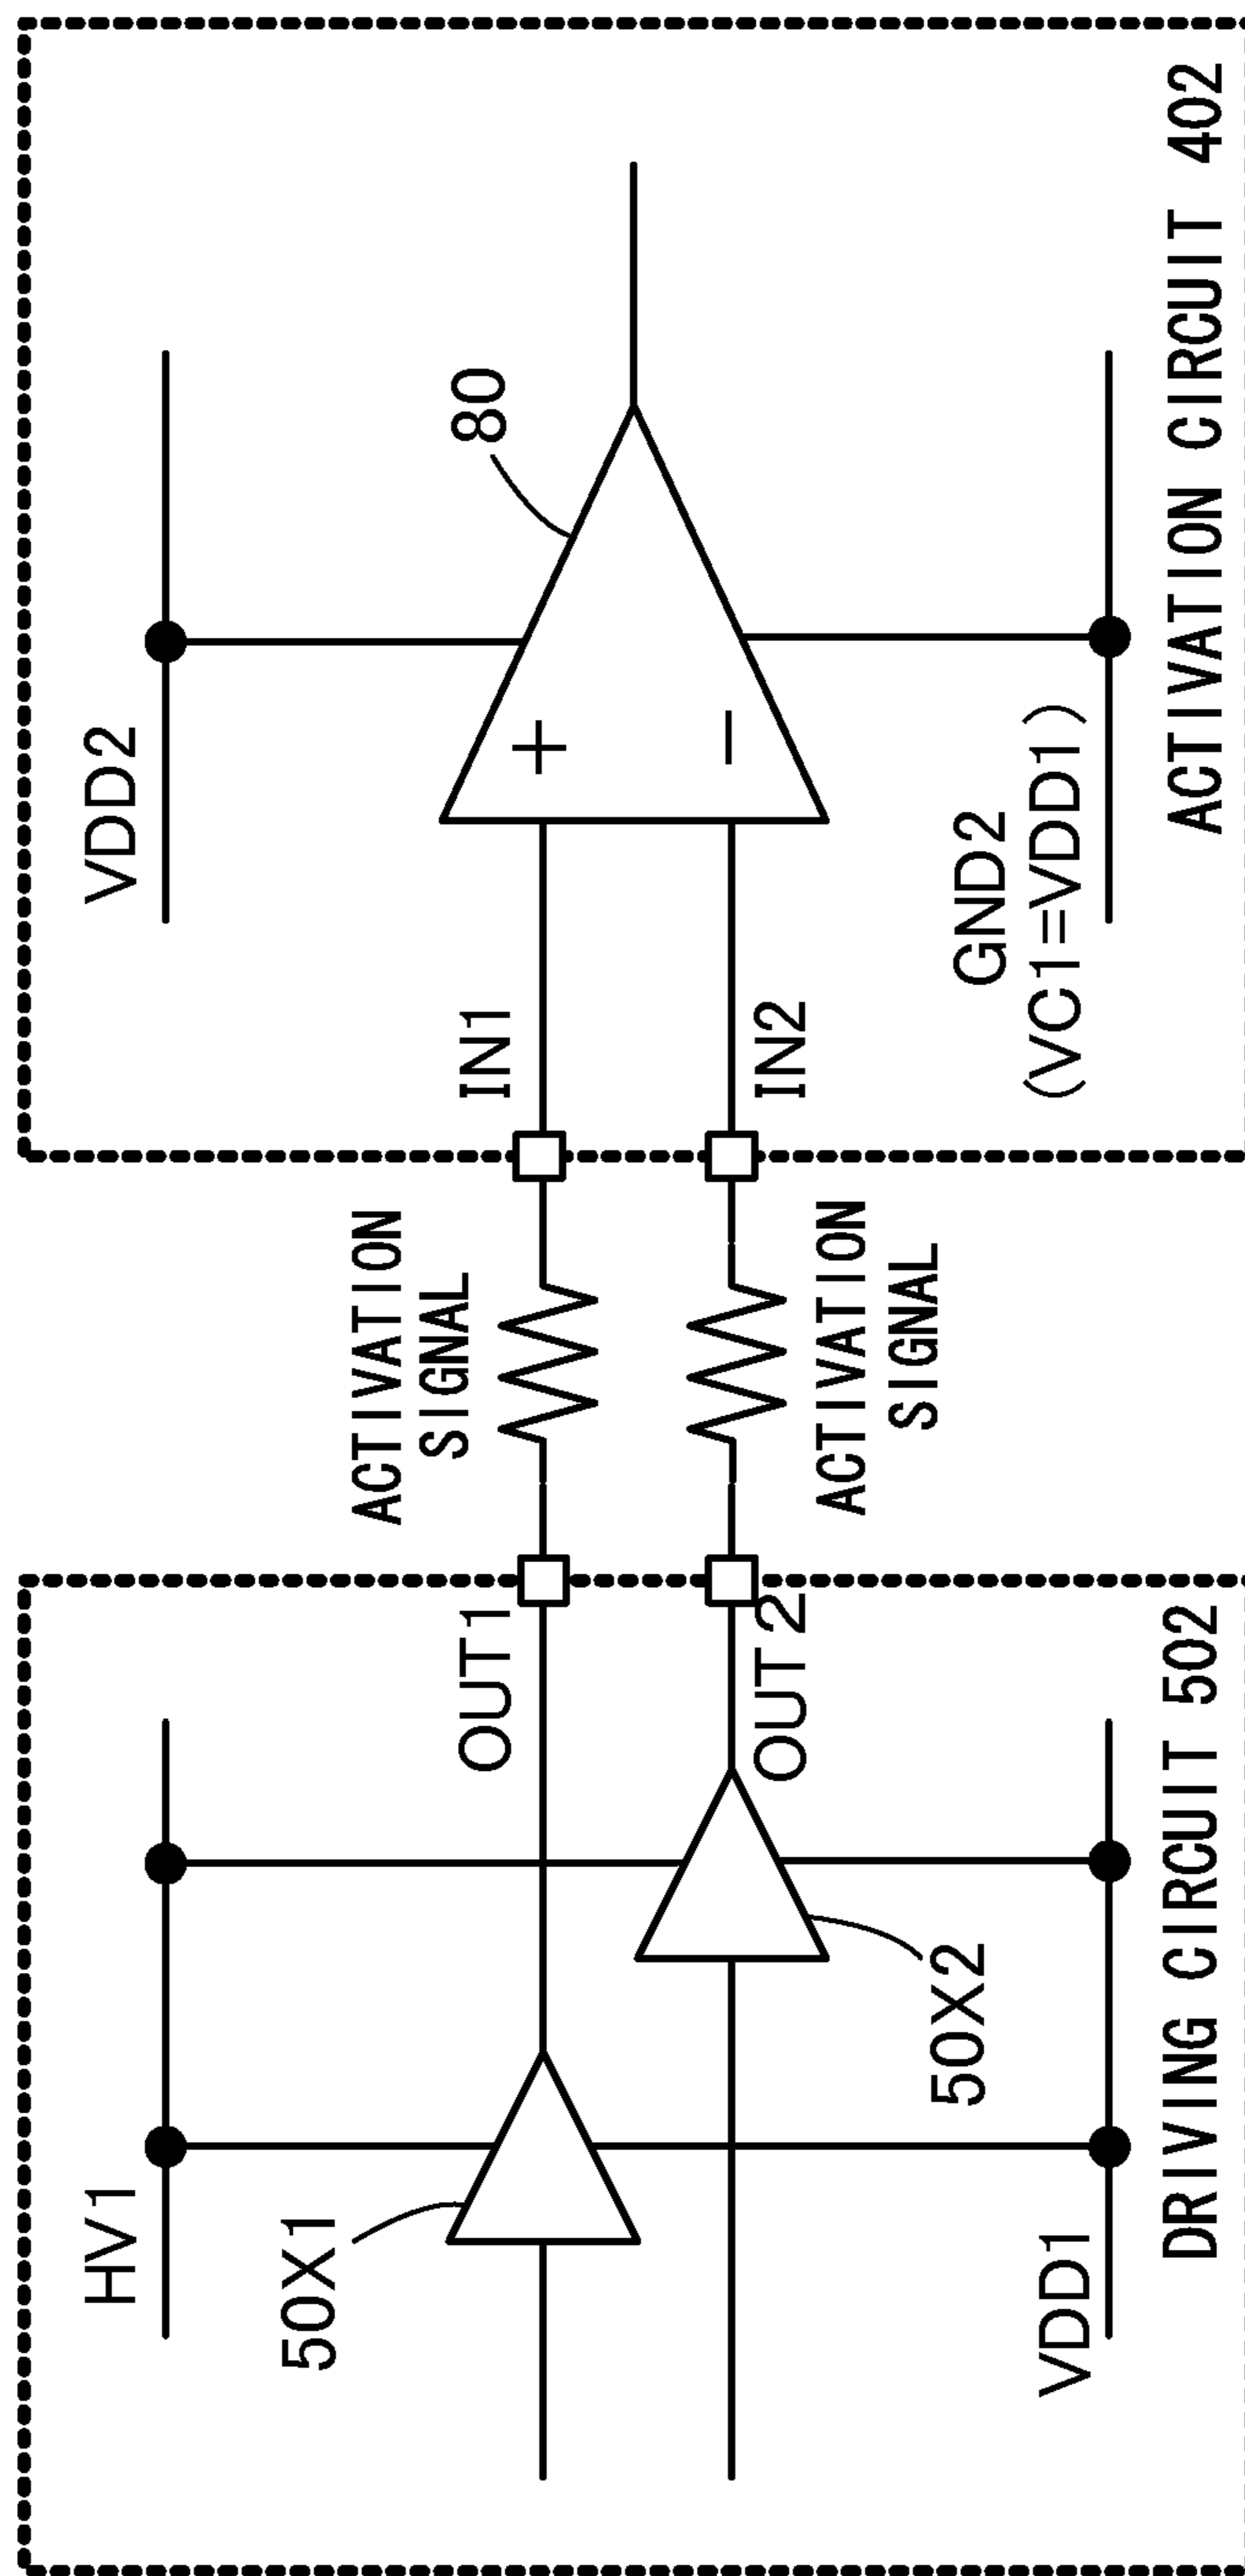 HV1
50X1
OUT1
OUT2
50X2
VDD1
DRIVING CIRCUIT 502
ACTIVATION
SIGNAL
ACTIVATION
SIGNAL
VDD2
80
IN1
+
−
IN2
GND2
(VC1=VDD1)
ACTIVATION CIRCUIT 402